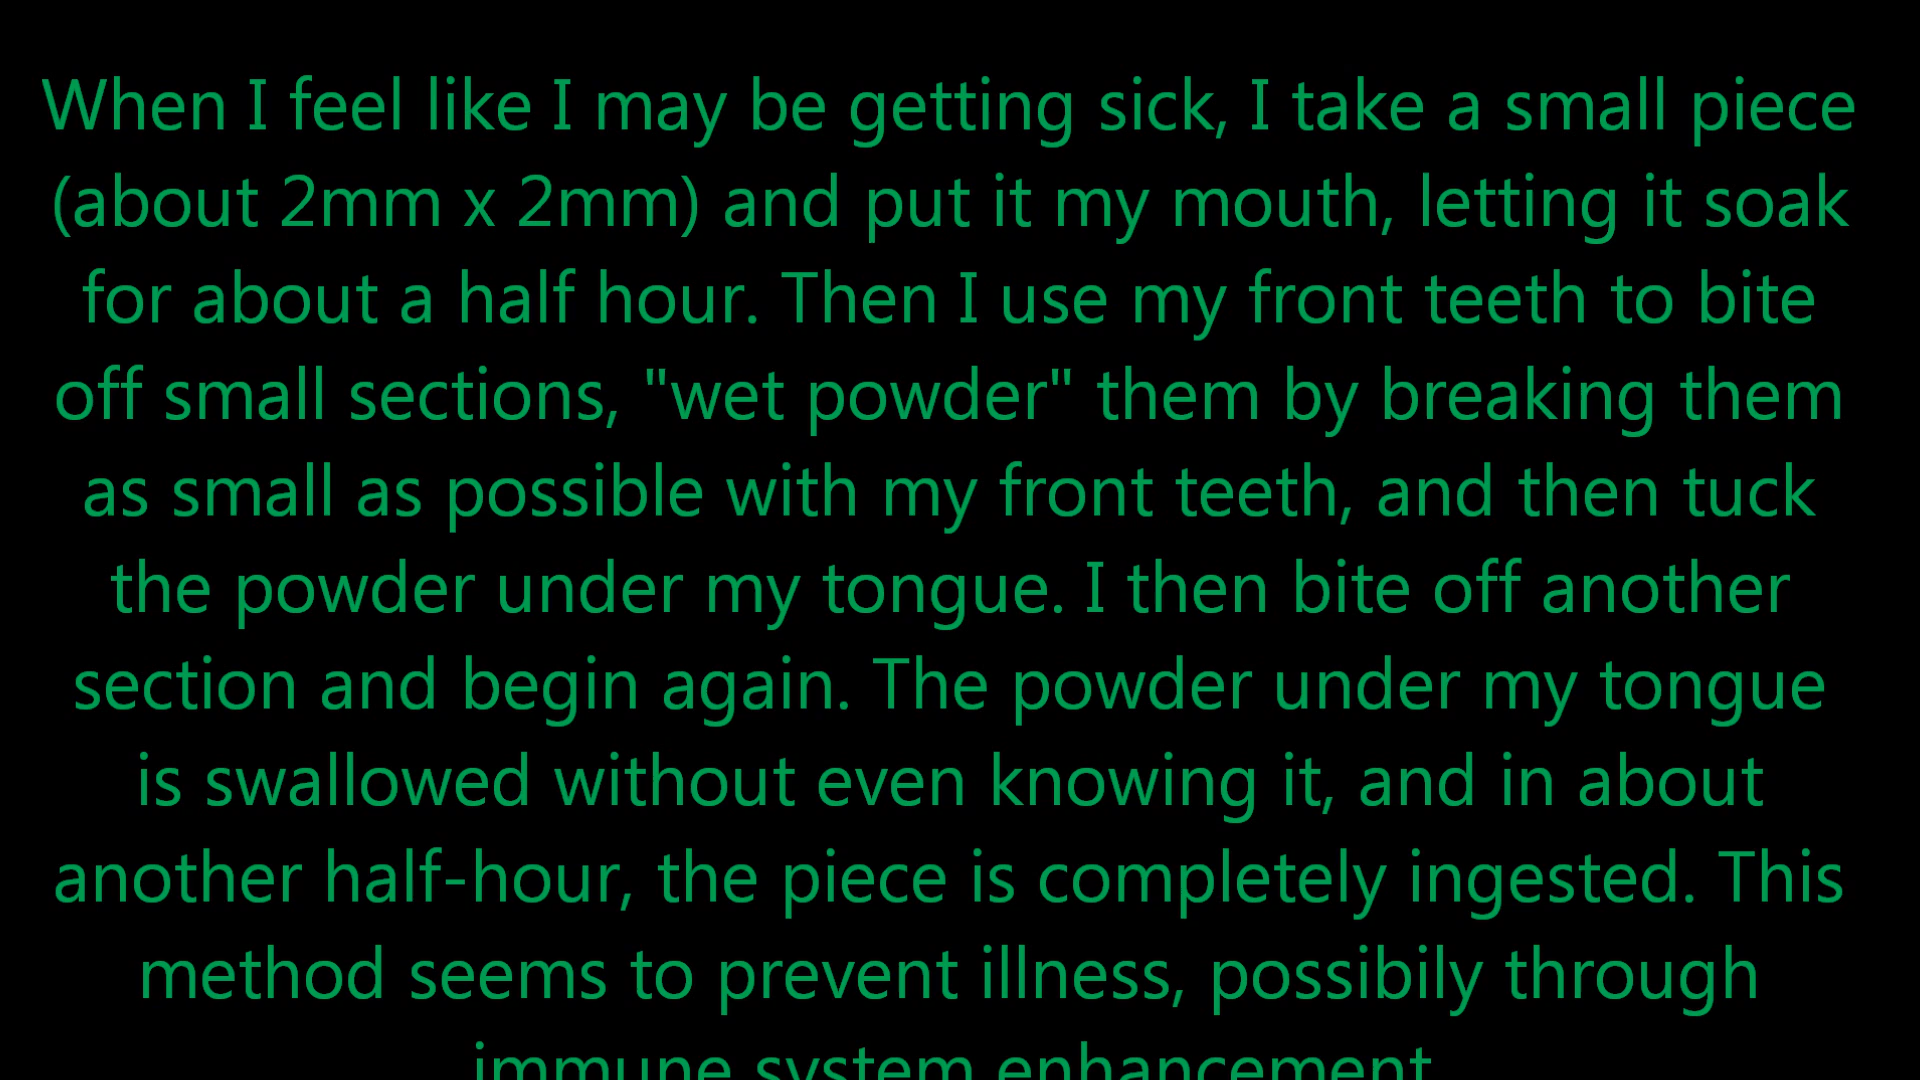 When I feel like I may be getting sick, I take a small piece
(about 2mm x 2mm) and put it my mouth, letting it soak
for about a half hour. Then I use my front teeth to bite
off small sections, "wet powder" them by breaking them
as small as possible with my front teeth, and then tuck
the powder under my tongue. I then bite off another
section and begin again. The powder under my tongue
is swallowed without even knowing it, and in about
another half-hour, the piece is completely ingested. This
method seems to prevent illness, possibily through
immune system enhancement